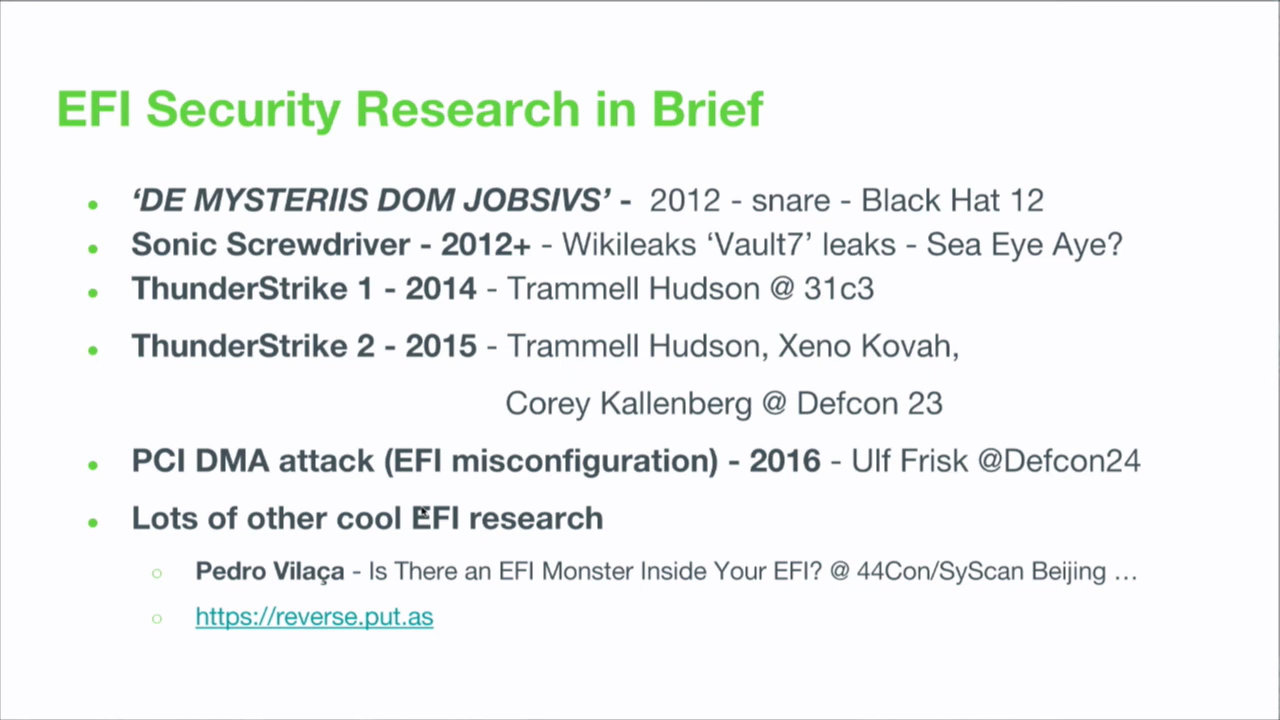 EFI Security Research in Brief
• ‘DE MYSTERIIS DOM JOBSIVS’ - 2012 - snare - Black Hat 12
• Sonic Screwdriver - 2012+ - Wikileaks ‘Vault7’ leaks - Sea Eye Aye?
• ThunderStrike 1 - 2014 - Trammell Hudson @ 31c3
• ThunderStrike 2 - 2015 - Trammell Hudson, Xeno Kovah,
Corey Kallenberg @ Defcon 23
• PCI DMA attack (EFI misconfiguration) - 2016 - Ulf Frisk @Defcon24
• Lots of other cool EFI research
○ Pedro Vilaça - Is There an EFI Monster Inside Your EFI? @ 44Con/SyScan Beijing …
○ https://reverse.put.as